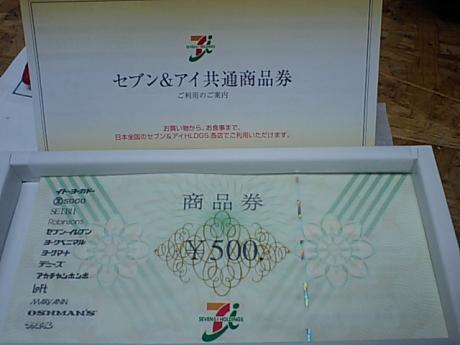 SEVEN & i HOLDINGS
セブン&アイ共通商品券
ご利用のご案内
お買い物から、お食事まで、
日本全国のセブン&アイHLDGS.各店でご利用いただけます。
商品券
¥500.
イトーヨーカドー
SOGO
SEIBU
Robinson's
セブン-イレブン
ヨークベニマル
ヨークマート
デニーズ
アカチャンホンポ
Loft
MARY ANN
OSHMAN'S
SEVEN & i HOLDINGS